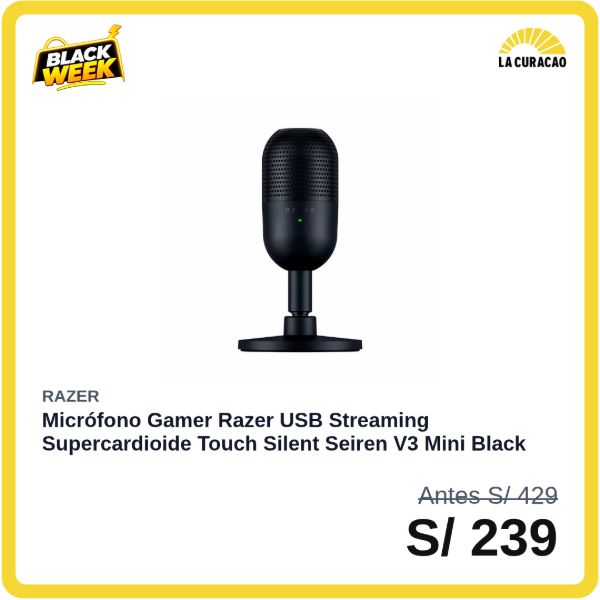 BLACK
WEEK
LA CURACAO
RAZER
RAZER
Micrófono Gamer Razer USB Streaming
Supercardioide Touch Silent Seiren V3 Mini Black
Antes S/ 429
S/ 239